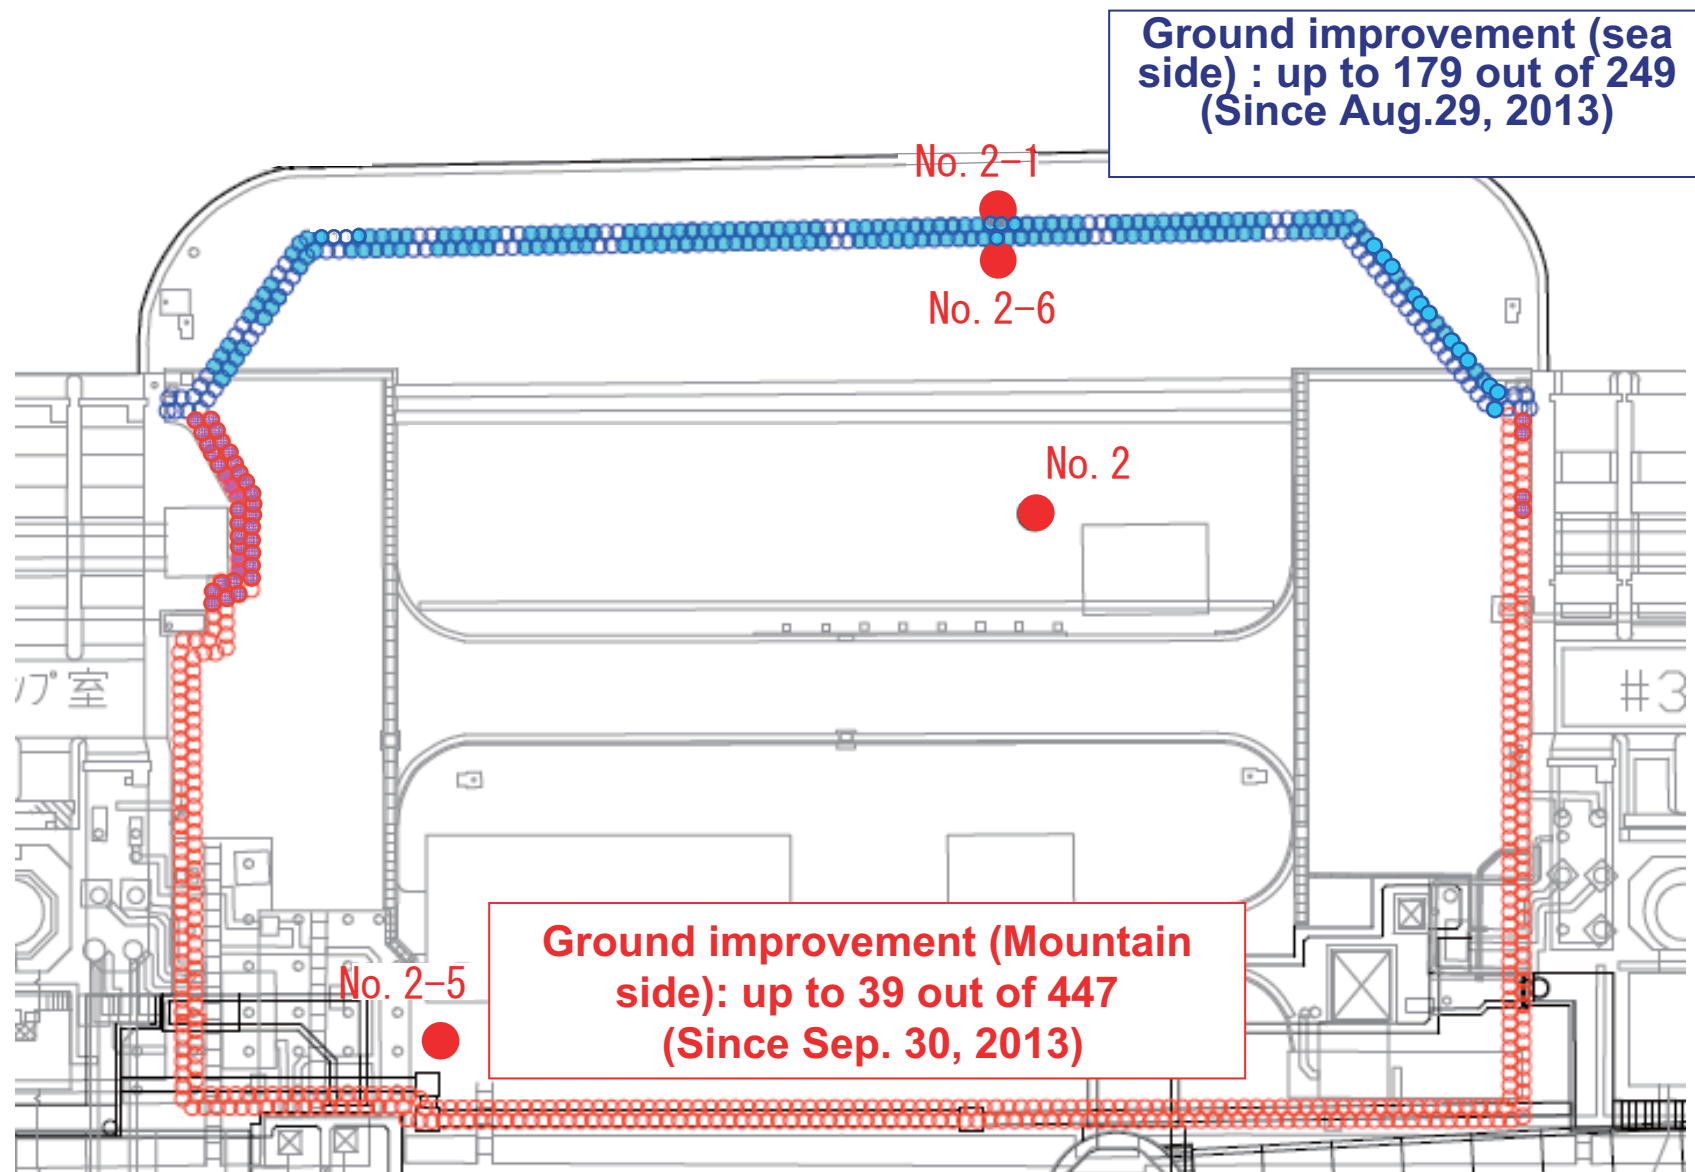 Ground improvement (sea
side) : up to 179 out of 249
(Since Aug.29, 2013)
No. 2-1
No. 2-6
No. 2
プ室
#3
No. 2-5
Ground improvement (Mountain
side): up to 39 out of 447
(Since Sep. 30, 2013)